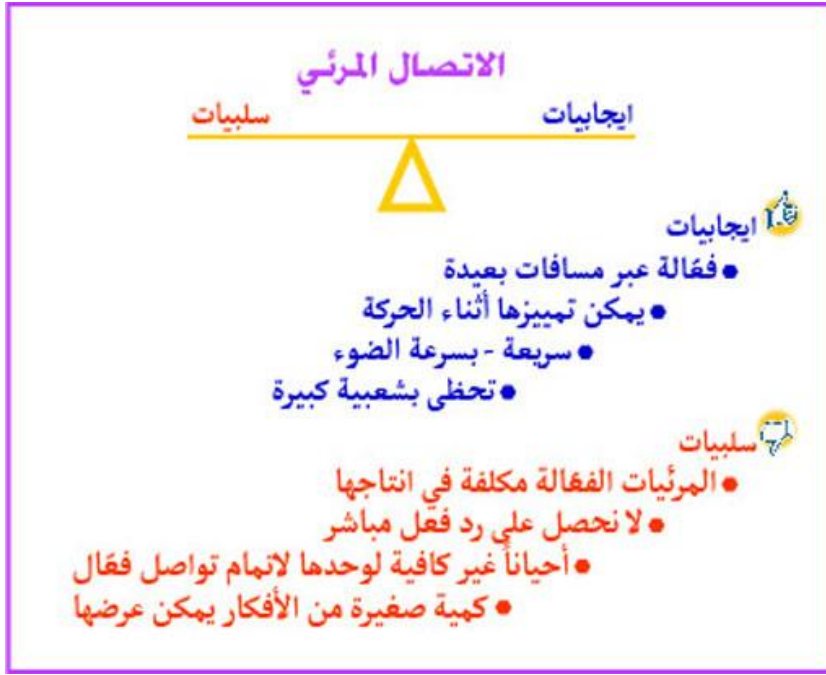 الاتصال المرئي
ايجابيات
سلبيات
ايجابيات
● فعّالة عبر مسافات بعيدة
● يمكن تمييزها أثناء الحركة
● سريعة - بسرعة الضوء
● تحظى بشعبية كبيرة
سلبيات
● المرئيات الفعّالة مكلفة في انتاجها
● لا نحصل على رد فعل مباشر
● أحياناً غير كافية لوحدها لاتمام تواصل فعّال
● كمية صغيرة من الأفكار يمكن عرضها